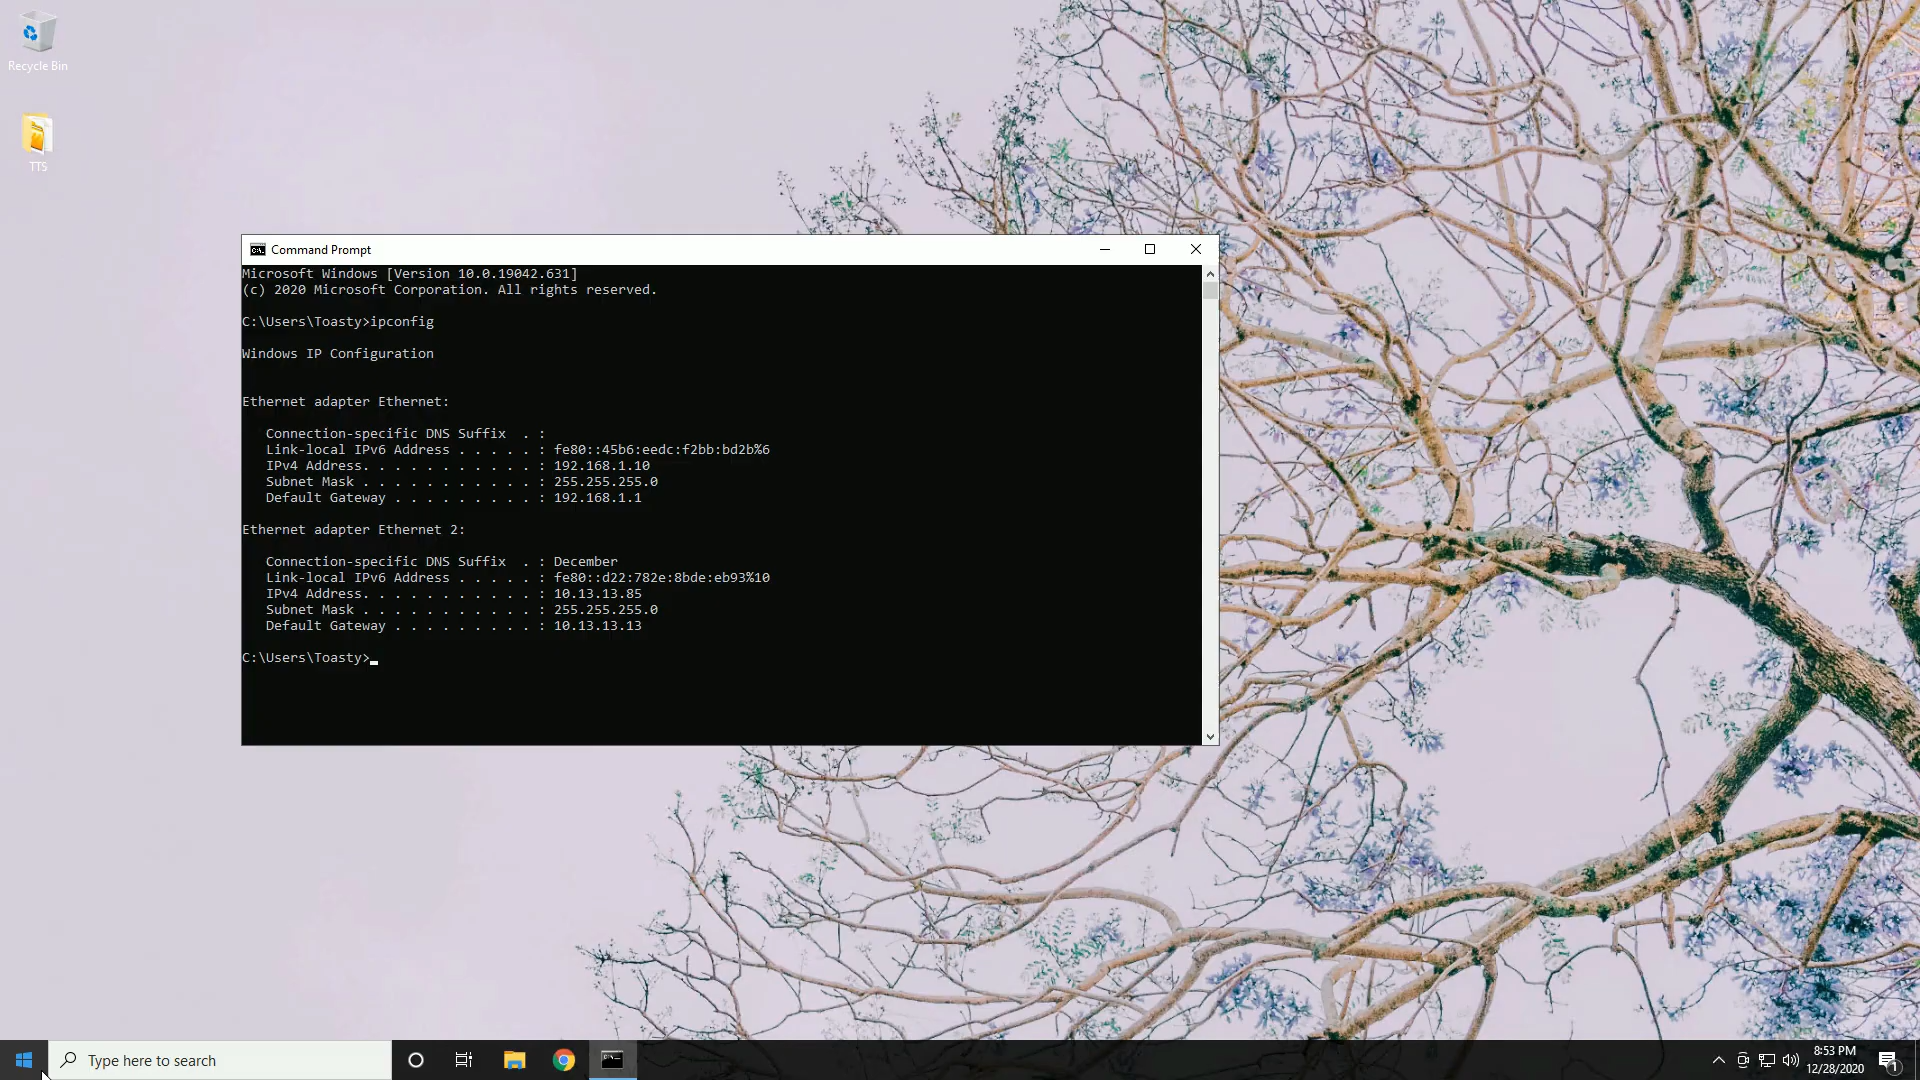 Recycle Bin
TTS
Command Prompt
Microsoft Windows [Version 10.0.19042.631]
(c) 2020 Microsoft Corporation. All rights reserved.
C:\Users\Toasty>ipconfig
Windows IP Configuration
Ethernet adapter Ethernet:
Connection-specific DNS Suffix  . :
Link-local IPv6 Address . . . . . : fe80::45b6:eedc:f2bb:bd2b%6
IPv4 Address. . . . . . . . . . . : 192.168.1.10
Subnet Mask . . . . . . . . . . . : 255.255.255.0
Default Gateway . . . . . . . . . : 192.168.1.1
Ethernet adapter Ethernet 2:
Connection-specific DNS Suffix  . : December
Link-local IPv6 Address . . . . . : fe80::d22:782e:8bde:eb93%10
IPv4 Address. . . . . . . . . . . : 10.13.13.85
Subnet Mask . . . . . . . . . . . : 255.255.255.0
Default Gateway . . . . . . . . . : 10.13.13.13
C:\Users\Toasty>
Type here to search
8:53 PM
12/28/2020
1